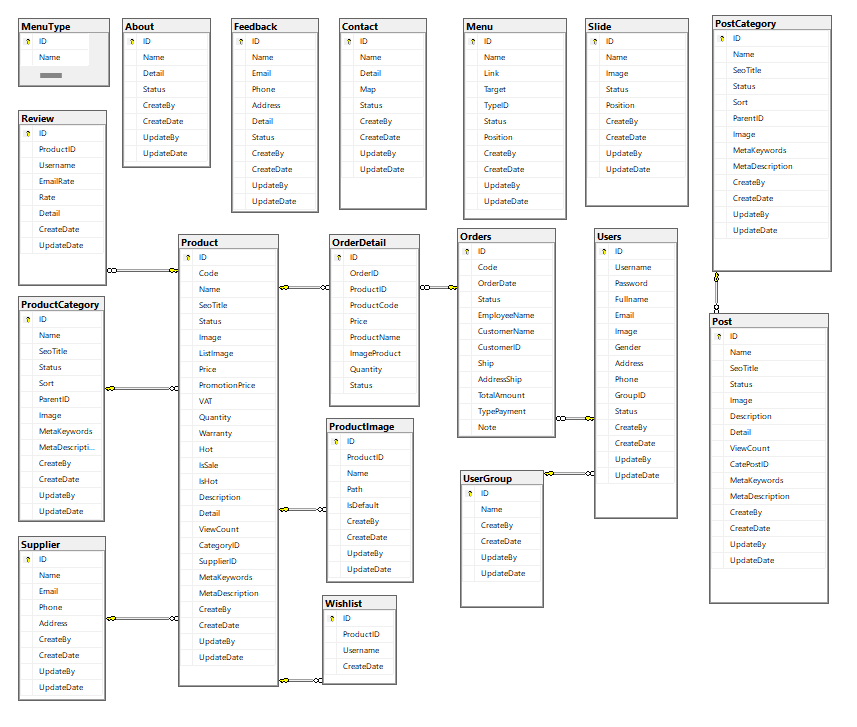 MenuType
ID
Name
About
ID
Name
Detail
Status
CreateBy
CreateDate
UpdateBy
UpdateDate
Feedback
ID
Name
Email
Phone
Address
Detail
Status
CreateBy
CreateDate
UpdateBy
UpdateDate
Contact
ID
Name
Detail
Map
Status
CreateBy
CreateDate
UpdateBy
UpdateDate
Menu
ID
Name
Link
Target
TypeID
Status
Position
CreateBy
CreateDate
UpdateBy
UpdateDate
Slide
ID
Name
Image
Status
Position
CreateBy
CreateDate
UpdateBy
UpdateDate
PostCategory
ID
Name
SeoTitle
Status
Sort
ParentID
Image
MetaKeywords
MetaDescription
CreateBy
CreateDate
UpdateBy
UpdateDate
Review
ID
ProductID
Username
EmailRate
Rate
Detail
CreateDate
UpdateDate
Product
ID
Code
Name
SeoTitle
Status
Image
ListImage
Price
PromotionPrice
VAT
Quantity
Warranty
Hot
IsSale
IsHot
Description
Detail
ViewCount
CategoryID
SupplierID
MetaKeywords
MetaDescription
CreateBy
CreateDate
UpdateBy
UpdateDate
OrderDetail
ID
OrderID
ProductID
ProductCode
Price
ProductName
ImageProduct
Quantity
Status
Orders
ID
Code
OrderDate
Status
EmployeeName
CustomerName
CustomerID
Ship
AddressShip
TotalAmount
TypePayment
Note
Users
ID
Username
Password
Fullname
Email
Image
Gender
Address
Phone
GroupID
Status
CreateBy
CreateDate
UpdateBy
UpdateDate
ProductCategory
ID
Name
SeoTitle
Status
Sort
ParentID
Image
MetaKeywords
MetaDescripti...
CreateBy
CreateDate
UpdateBy
UpdateDate
Post
ID
Name
SeoTitle
Status
Image
Description
Detail
ViewCount
CatePostID
MetaKeywords
MetaDescription
CreateBy
CreateDate
UpdateBy
UpdateDate
ProductImage
ID
ProductID
Name
Path
IsDefault
CreateBy
CreateDate
UpdateBy
UpdateDate
UserGroup
ID
Name
CreateBy
CreateDate
UpdateBy
UpdateDate
Supplier
ID
Name
Email
Phone
Address
CreateBy
CreateDate
UpdateBy
UpdateDate
Wishlist
ID
ProductID
Username
CreateDate